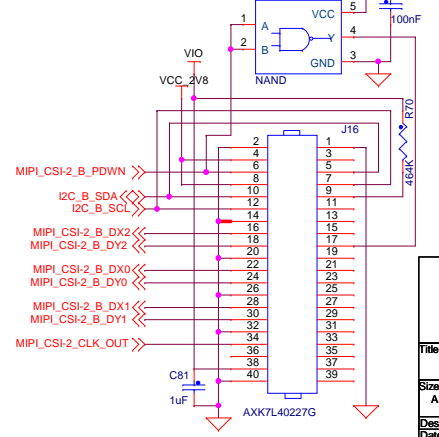 VCC 5
100nF
1 A
Y 4
2 B
GND 3
NAND
VIO
VCC_2V8
R70
464K
J16
2 1
4 3
MIPI_CSI-2_B_PDWN 6 5
8 7
I2C_B_SDA 10 9
I2C_B_SCL 12 11
14 13
MIPI_CSI-2_B_DX2 16 15
MIPI_CSI-2_B_DY2 18 17
20 19
MIPI_CSI-2_B_DX0 22 21
MIPI_CSI-2_B_DY0 24 23
26 25
MIPI_CSI-2_B_DX1 28 27
MIPI_CSI-2_B_DY1 30 29
32 31
MIPI_CSI-2_CLK_OUT 34 33
36 35
38 37
40 39
C81
1uF
AXK7L40227G
Title
Size
A
Des
Date